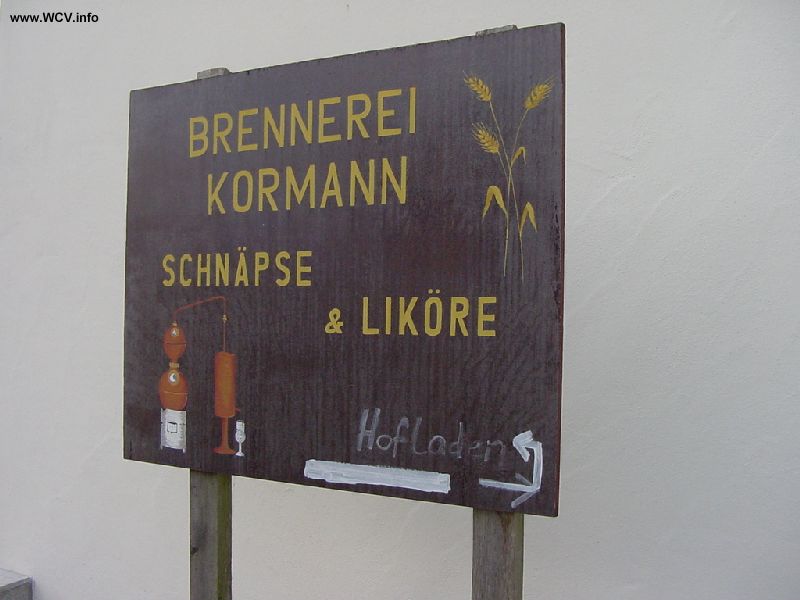 www.WCV.info
BRENNEREI
KORMANN
SCHNÄPSE
& LIKÖRE
Hofladen